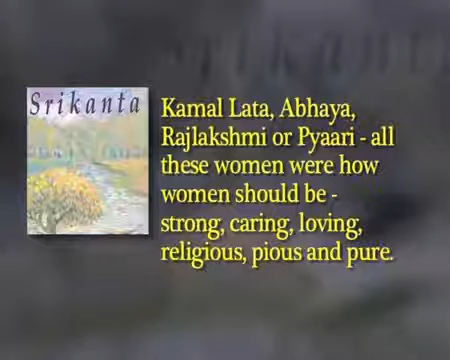 Srikanta
Kamal Lata, Abhaya,
Rajlakshmi or Pyaari - all
these women were how
women should be -
strong, caring, loving,
religious, pious and pure.